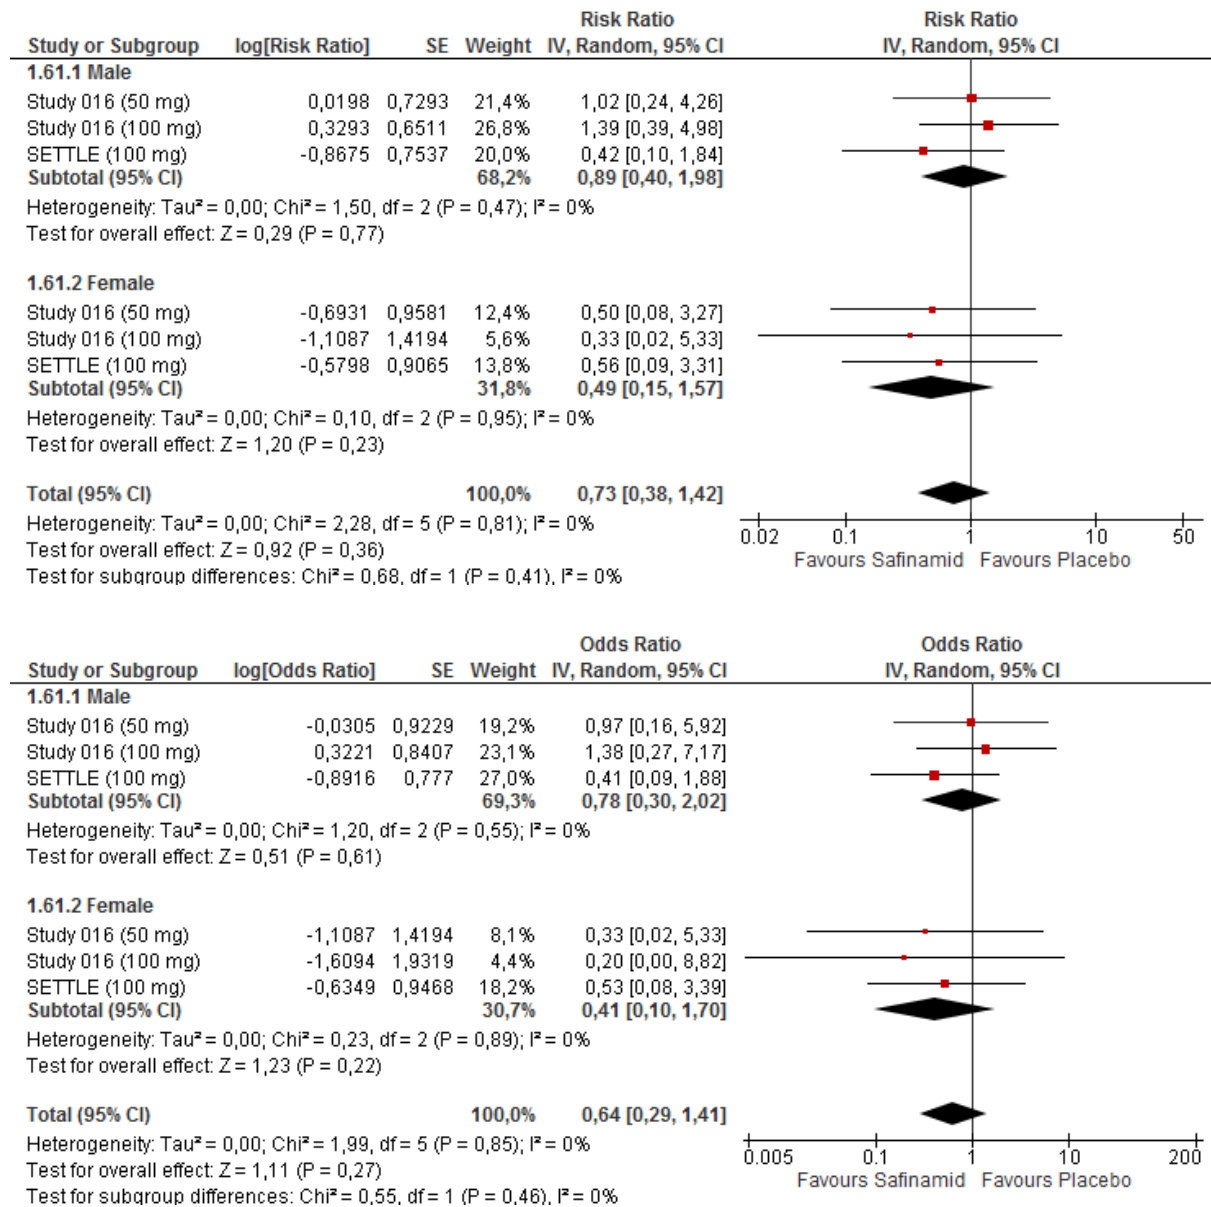 Risk Ratio Risk Ratio
Study or Subgroup log[Risk Ratio] SE Weight IV, Random, 95% CI IV, Random, 95% CI
1.61.1 Male
Study 016 (50 mg) 0,0198 0,7293 21,4% 1,02 [0,24, 4,26]
Study 016 (100 mg) 0,3293 0,6511 26,8% 1,39 [0,39, 4,98]
SETTLE (100 mg) -0,8675 0,7537 20,0% 0,42 [0,10, 1,84]
Subtotal (95% CI) 68,2% 0,89 [0,40, 1,98]
Heterogeneity: Tau² = 0,00; Chi² = 1,50, df = 2 (P = 0,47); I² = 0%
Test for overall effect: Z = 0,29 (P = 0,77)
1.61.2 Female
Study 016 (50 mg) -0,6931 0,9581 12,4% 0,50 [0,08, 3,27]
Study 016 (100 mg) -1,1087 1,4194 5,6% 0,33 [0,02, 5,33]
SETTLE (100 mg) -0,5798 0,9065 13,8% 0,56 [0,09, 3,31]
Subtotal (95% CI) 31,8% 0,49 [0,15, 1,57]
Heterogeneity: Tau² = 0,00; Chi² = 0,10, df = 2 (P = 0,95); I² = 0%
Test for overall effect: Z = 1,20 (P = 0,23)
Total (95% CI) 100,0% 0,73 [0,38, 1,42]
Heterogeneity: Tau² = 0,00; Chi² = 2,28, df = 5 (P = 0,81); I² = 0%
Test for overall effect: Z = 0,92 (P = 0,36)
Test for subgroup differences: Chi² = 0,68, df = 1 (P = 0,41), I² = 0%
0.02 0.1 1 10 50
Favours Safinamid Favours Placebo
Odds Ratio Odds Ratio
Study or Subgroup log[Odds Ratio] SE Weight IV, Random, 95% CI IV, Random, 95% CI
1.61.1 Male
Study 016 (50 mg) -0,0305 0,9229 19,2% 0,97 [0,16, 5,92]
Study 016 (100 mg) 0,3221 0,8407 23,1% 1,38 [0,27, 7,17]
SETTLE (100 mg) -0,8916 0,777 27,0% 0,41 [0,09, 1,88]
Subtotal (95% CI) 69,3% 0,78 [0,30, 2,02]
Heterogeneity: Tau² = 0,00; Chi² = 1,20, df = 2 (P = 0,55); I² = 0%
Test for overall effect: Z = 0,51 (P = 0,61)
1.61.2 Female
Study 016 (50 mg) -1,1087 1,4194 8,1% 0,33 [0,02, 5,33]
Study 016 (100 mg) -1,6094 1,9319 4,4% 0,20 [0,00, 8,82]
SETTLE (100 mg) -0,6349 0,9468 18,2% 0,53 [0,08, 3,39]
Subtotal (95% CI) 30,7% 0,41 [0,10, 1,70]
Heterogeneity: Tau² = 0,00; Chi² = 0,23, df = 2 (P = 0,89); I² = 0%
Test for overall effect: Z = 1,23 (P = 0,22)
Total (95% CI) 100,0% 0,64 [0,29, 1,41]
Heterogeneity: Tau² = 0,00; Chi² = 1,99, df = 5 (P = 0,85); I² = 0%
Test for overall effect: Z = 1,11 (P = 0,27)
Test for subgroup differences: Chi² = 0,55, df = 1 (P = 0,46), I² = 0%
0.005 0.1 1 10 200
Favours Safinamid Favours Placebo